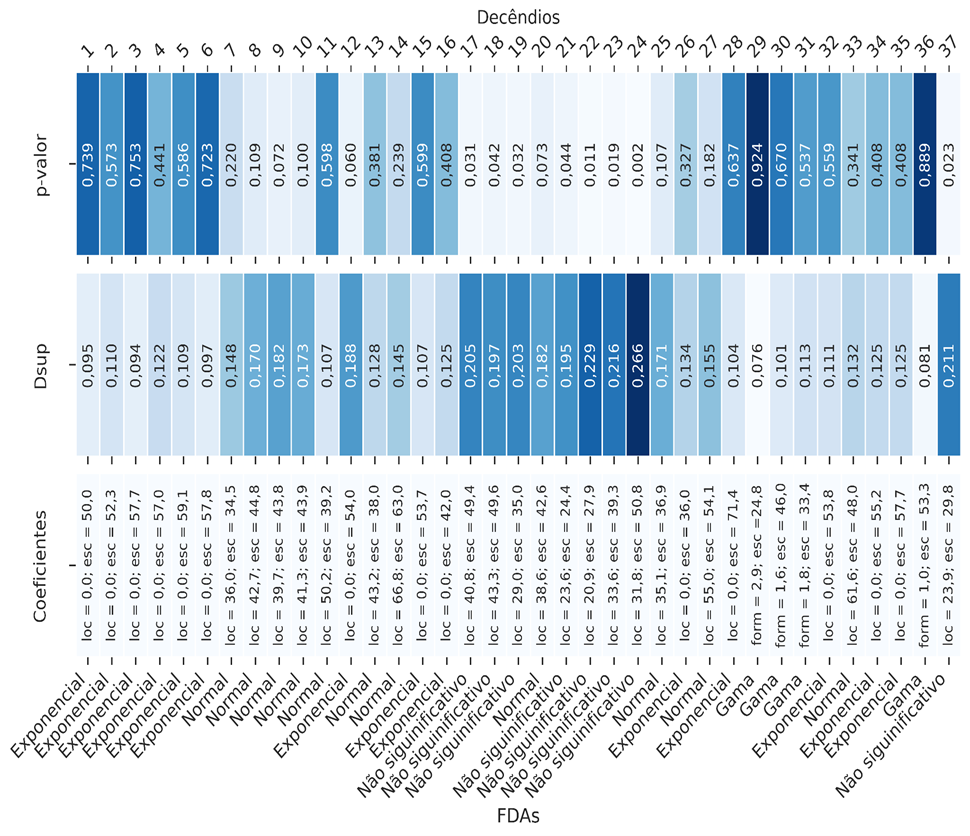 Decêndios
1 2 3 4 5 6 7 8 9 10 11 12 13 14 15 16 17 18 19 20 21 22 23 24 25 26 27 28 29 30 31 32 33 34 35 36 37
p-valor
0,739 0,573 0,753 0,441 0,586 0,723 0,220 0,109 0,072 0,100 0,598 0,060 0,381 0,239 0,599 0,408 0,031 0,042 0,032 0,073 0,044 0,011 0,019 0,002 0,107 0,327 0,182 0,637 0,924 0,670 0,537 0,559 0,341 0,408 0,408 0,889 0,023
Dsup
0,095 0,110 0,094 0,122 0,109 0,097 0,148 0,170 0,182 0,173 0,107 0,188 0,128 0,145 0,107 0,125 0,205 0,197 0,203 0,182 0,195 0,229 0,216 0,266 0,171 0,134 0,155 0,104 0,076 0,101 0,113 0,111 0,132 0,125 0,125 0,081 0,211
Coeficientes
loc = 0,0; esc = 50,0
loc = 0,0; esc = 52,3
loc = 0,0; esc = 57,7
loc = 0,0; esc = 57,0
loc = 0,0; esc = 59,1
loc = 0,0; esc = 57,8
loc = 36,0; esc = 34,5
loc = 42,7; esc = 44,8
loc = 39,7; esc = 43,8
loc = 41,3; esc = 43,9
loc = 50,2; esc = 39,2
loc = 0,0; esc = 54,0
loc = 43,2; esc = 38,0
loc = 66,8; esc = 63,0
loc = 0,0; esc = 53,7
loc = 0,0; esc = 42,0
loc = 40,8; esc = 49,4
loc = 43,3; esc = 49,6
loc = 29,0; esc = 35,0
loc = 38,6; esc = 42,6
loc = 23,6; esc = 24,4
loc = 20,9; esc = 27,9
loc = 33,6; esc = 39,3
loc = 31,8; esc = 50,8
loc = 35,1; esc = 36,9
loc = 0,0; esc = 36,0
loc = 55,0; esc = 54,1
loc = 0,0; esc = 71,4
form = 2,9; esc =24,8
form = 1,6; esc = 46,0
form = 1,8; esc = 33,4
loc = 0,0; esc = 53,8
loc = 61,6; esc = 48,0
loc = 0,0; esc = 55,2
loc = 0,0; esc = 57,7
form = 1,0; esc = 53,3
loc = 23,9; esc = 29,8
Exponencial
Exponencial
Exponencial
Exponencial
Exponencial
Exponencial
Normal
Normal
Normal
Normal
Normal
Exponencial
Normal
Normal
Exponencial
Exponencial
Não siguinificativo
Não siguinificativo
Não siguinificativo
Normal
Não siguinificativo
Não siguinificativo
Não siguinificativo
Não siguinificativo
Normal
Exponencial
Normal
Exponencial
Gama
Gama
Gama
Exponencial
Normal
Exponencial
Exponencial
Gama
Não siguinificativo
FDAs